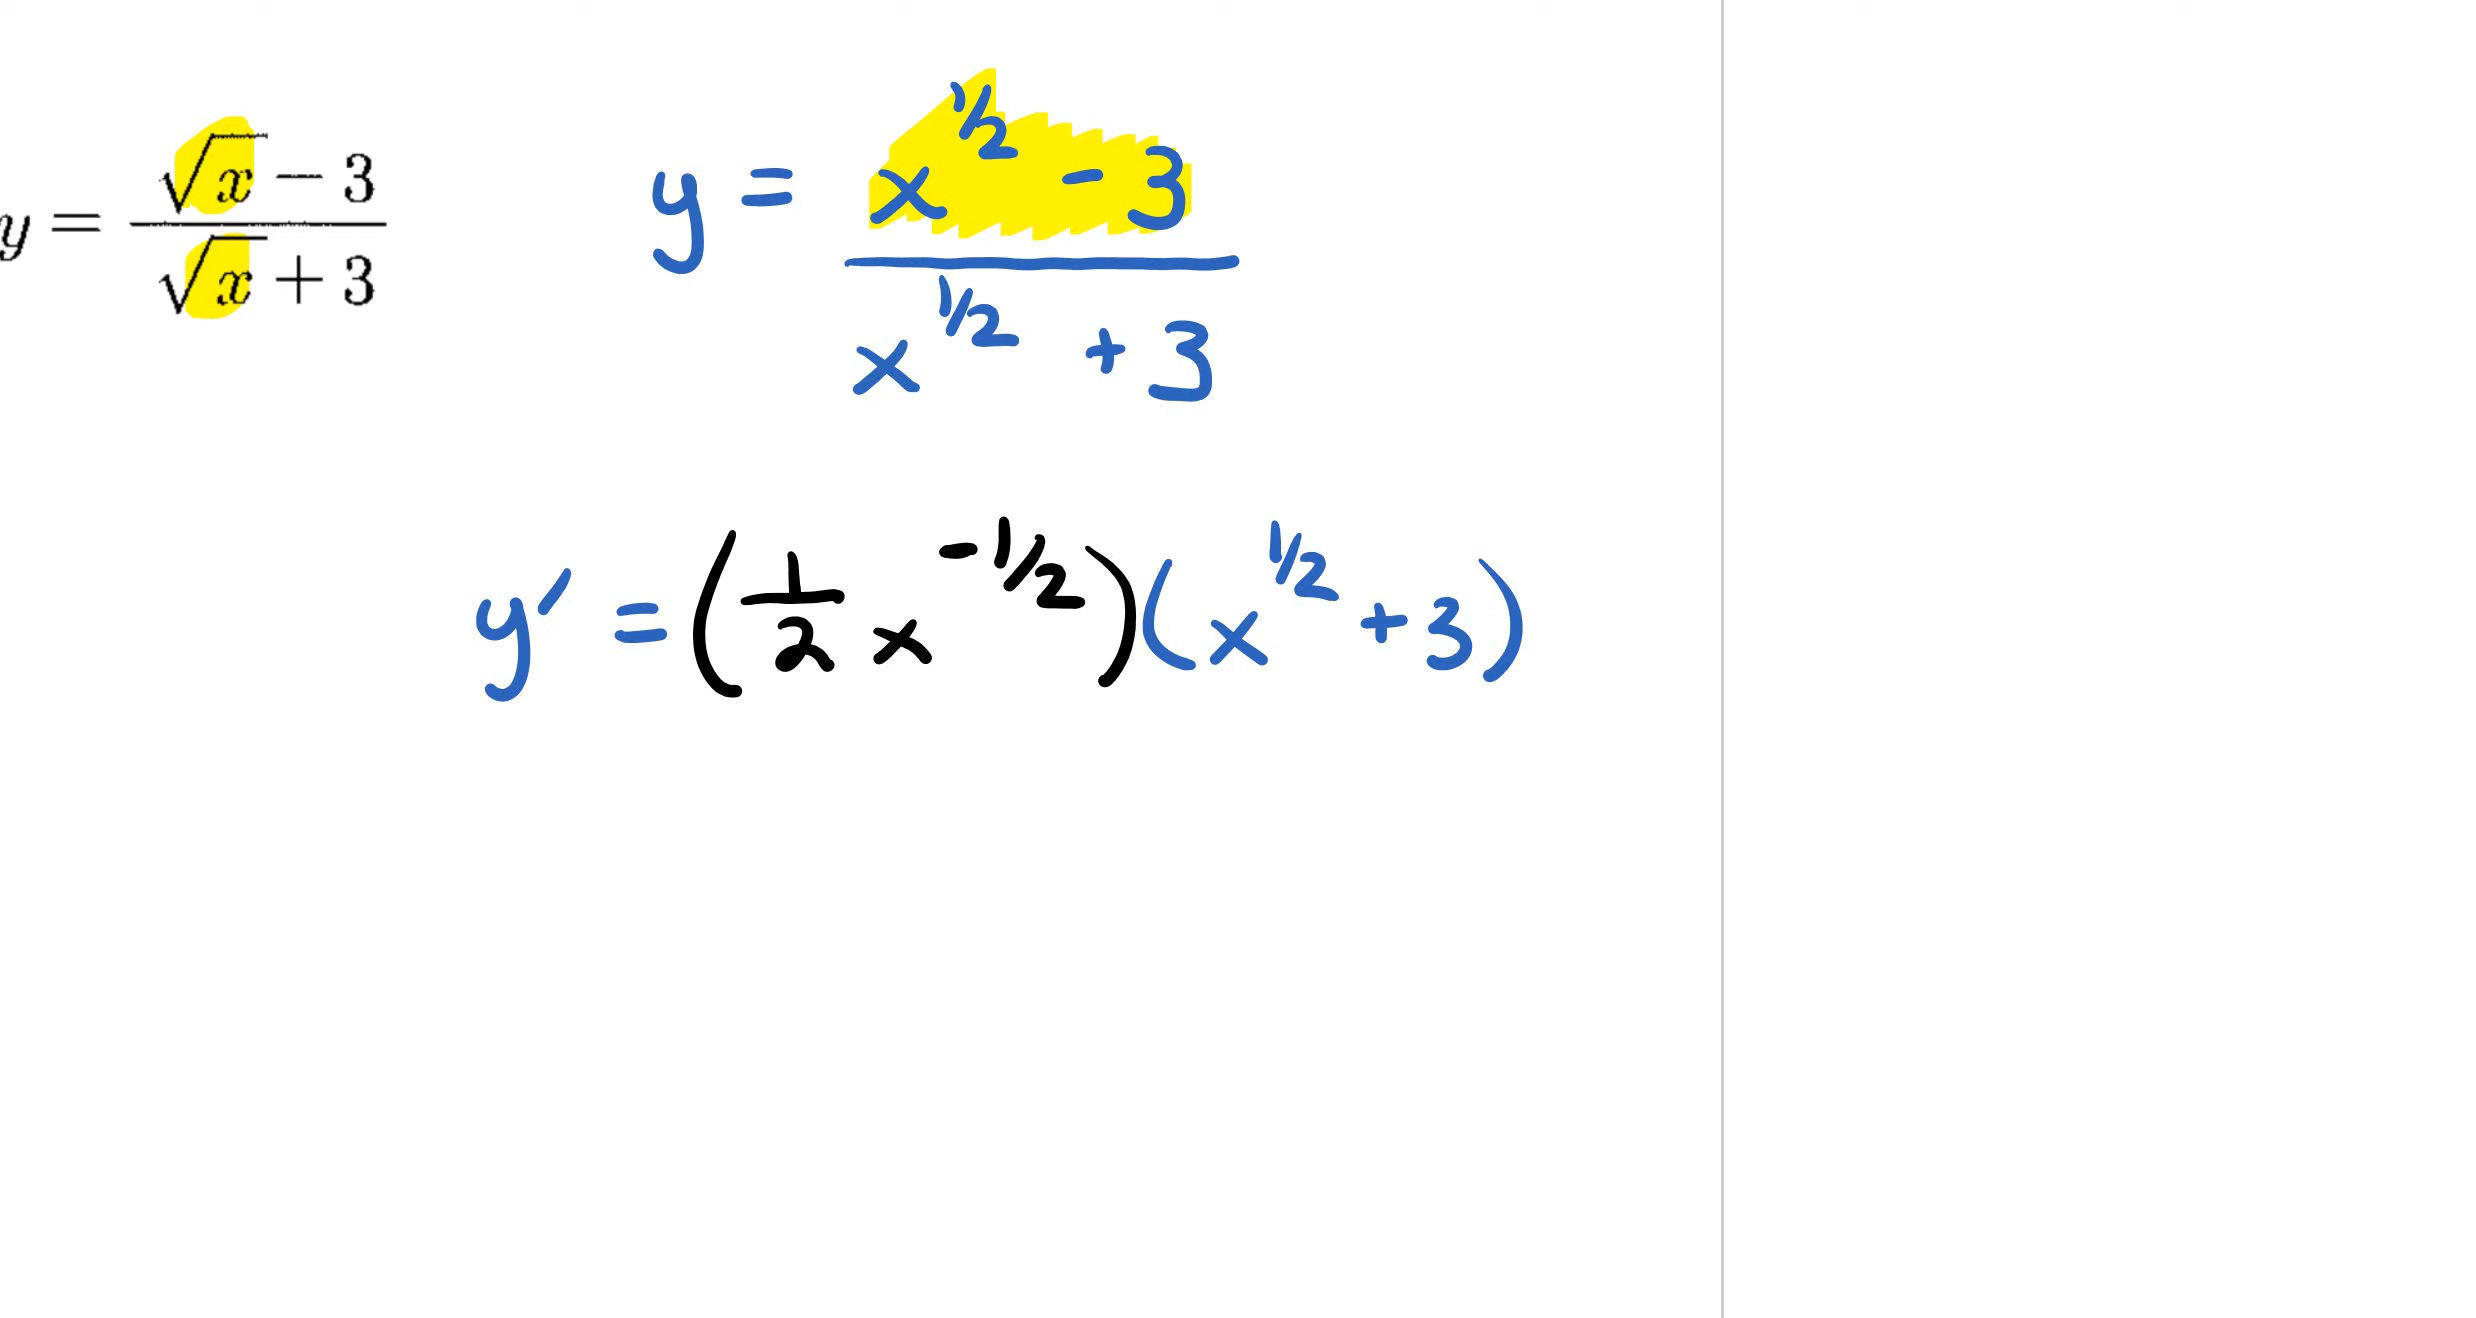 y = (√x − 3)/(√x + 3)
y = (x^(1/2) − 3)/(x^(1/2) + 3)
y' = (1/2 x^(−1/2))(x^(1/2) + 3)